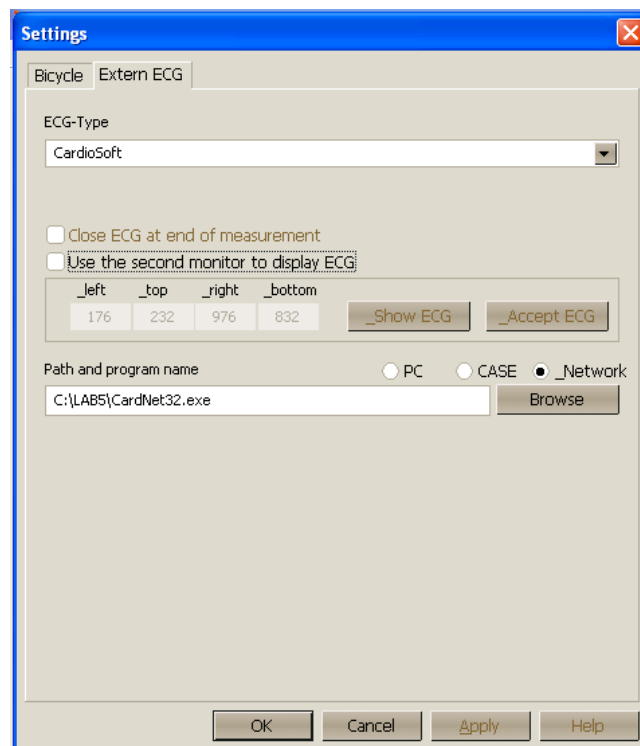 Settings
Bicycle Extern ECG
ECG-Type
CardioSoft
Close ECG at end of measurement
Use the second monitor to display ECG
_left _top _right _bottom
176 232 976 832 _Show ECG _Accept ECG
Path and program name PC CASE _Network
C:\LAB5\CardNet32.exe Browse
OK Cancel Apply Help